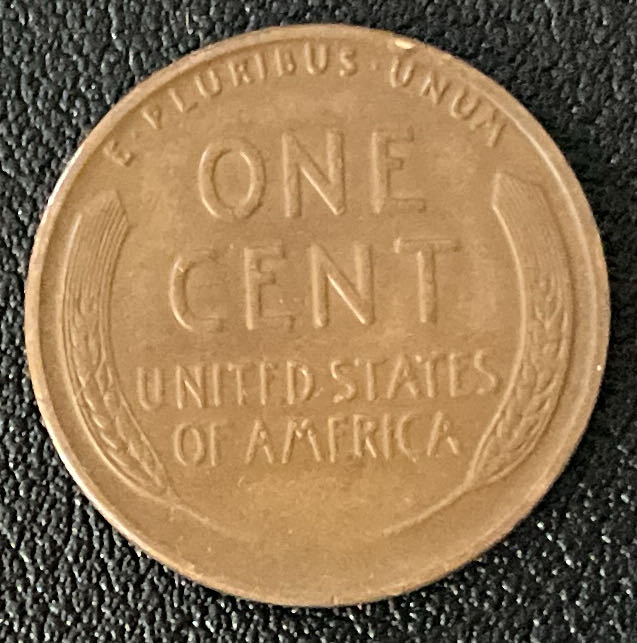 E·PLURIBUS·UNUM
ONE
CENT
UNITED·STATES
OF AMERICA